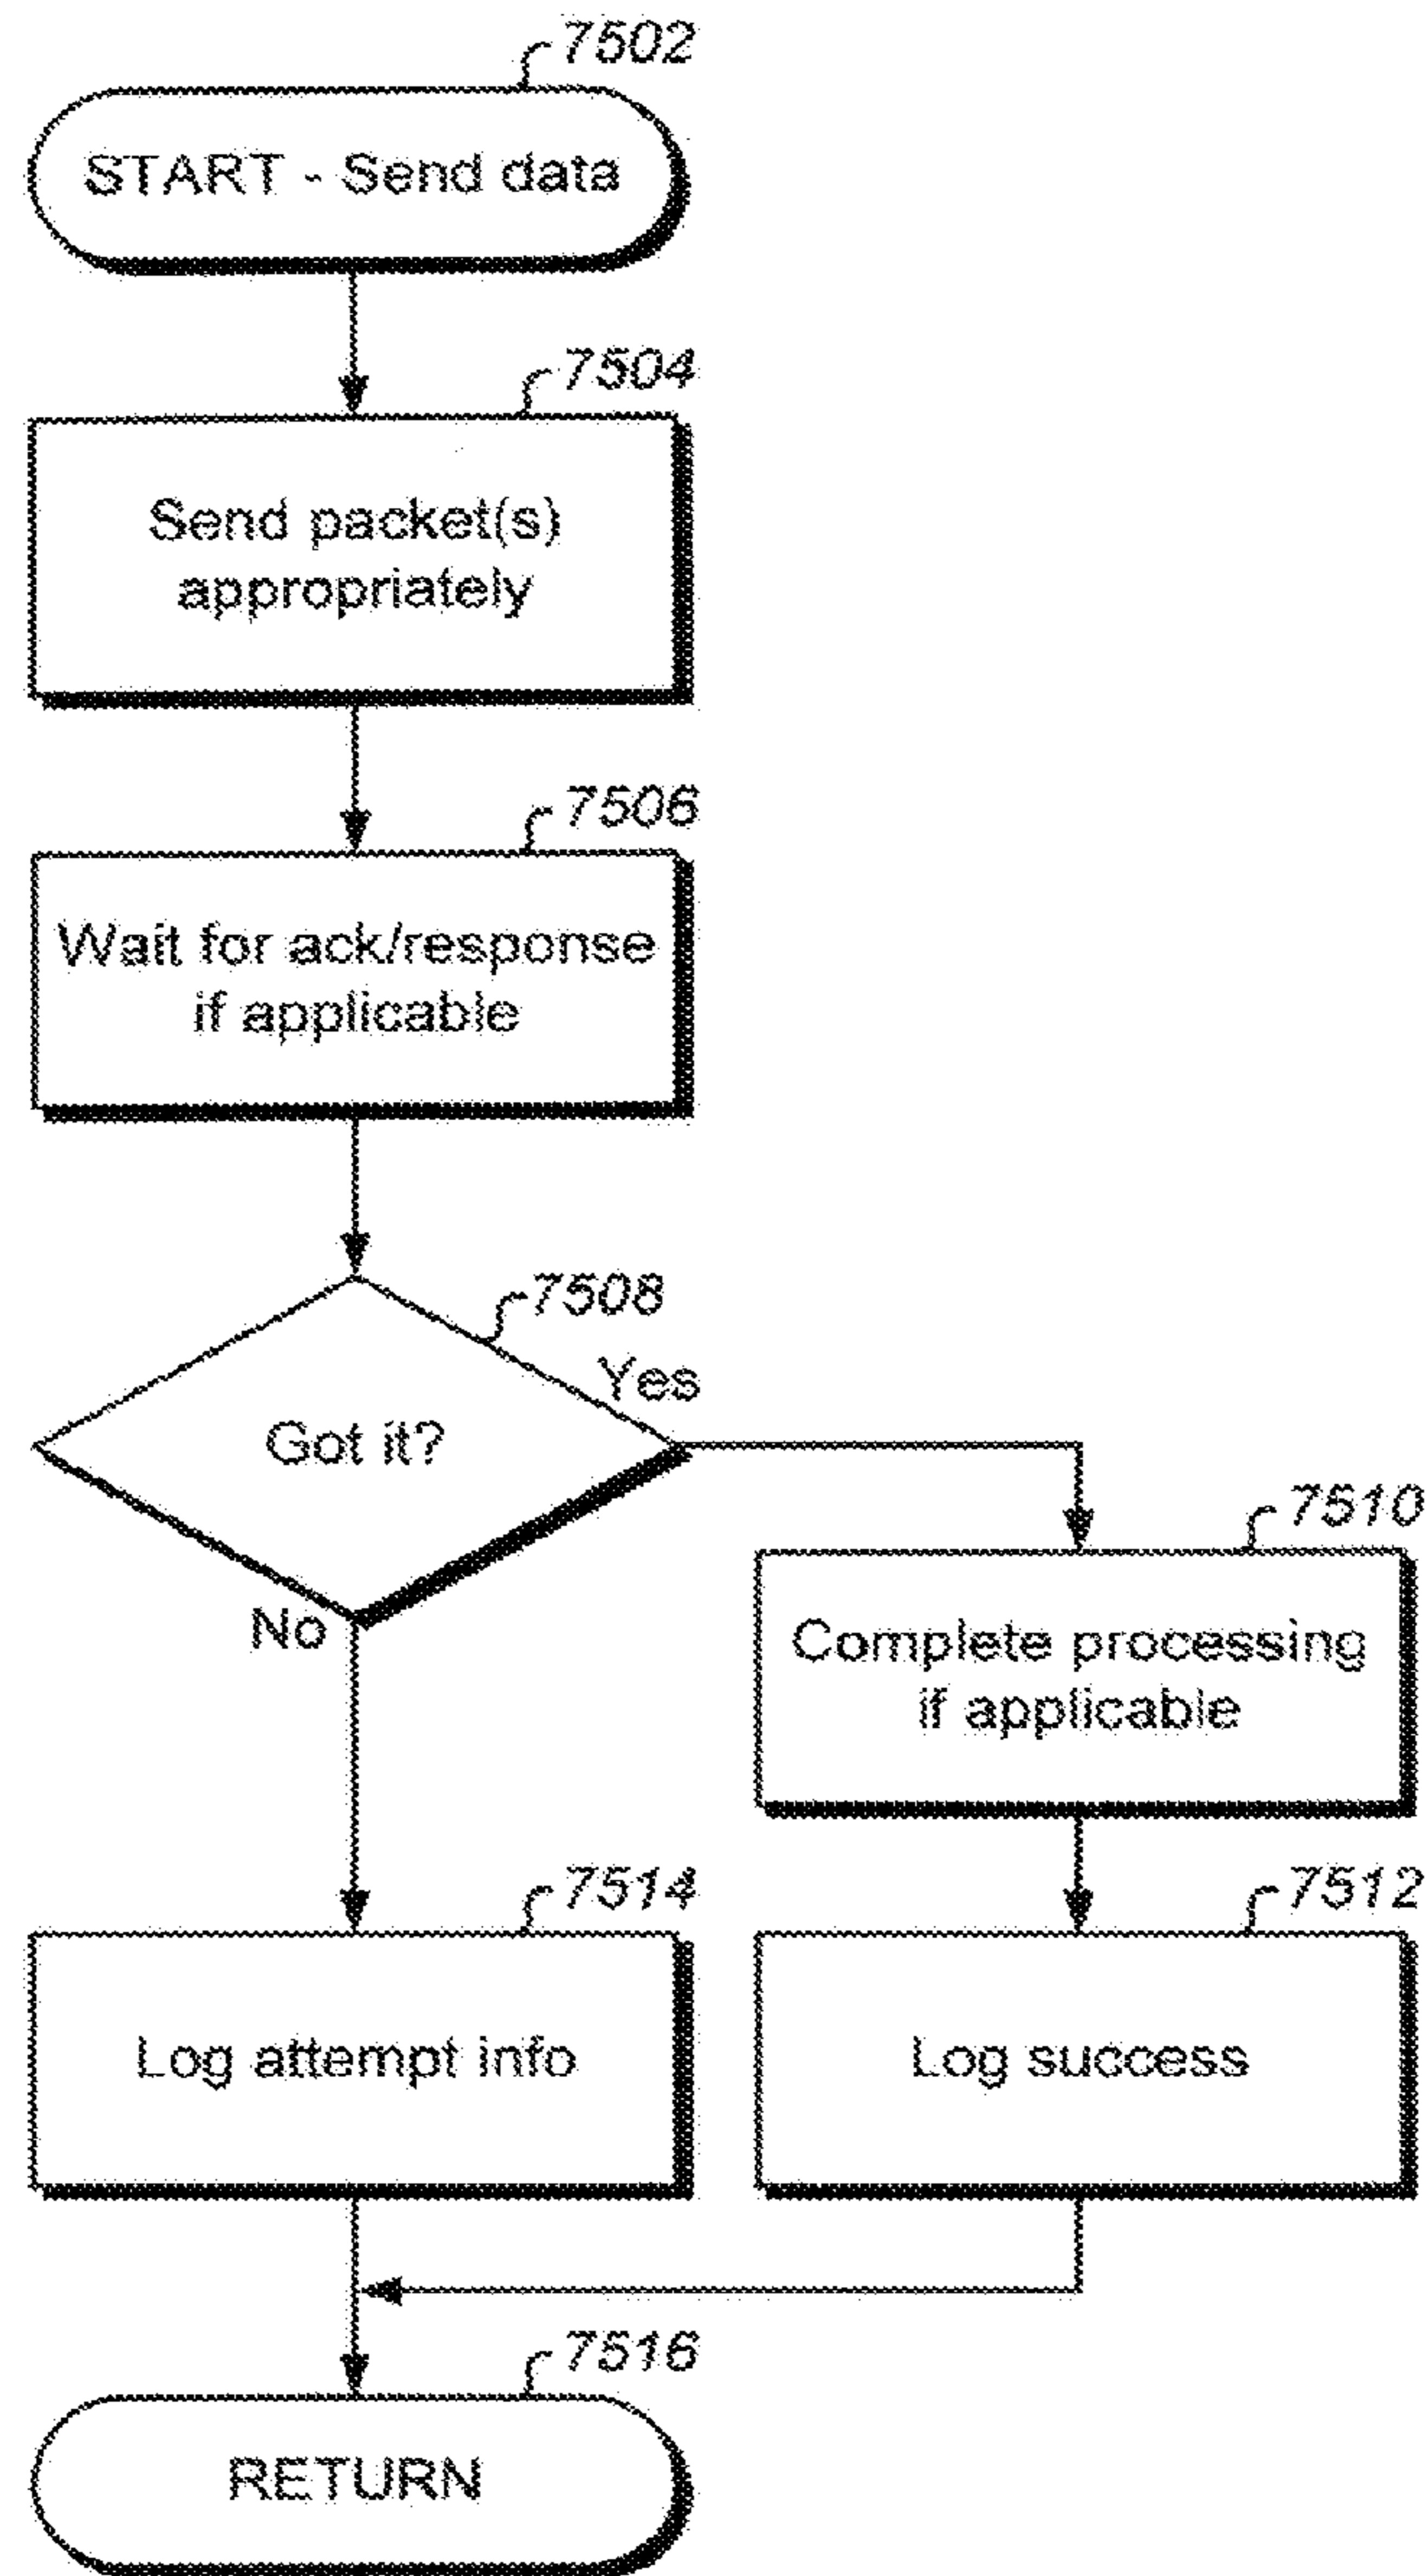 7502
START - Send data
7504
Send packet(s)
appropriately
7506
Wait for ack/response
if applicable
7508
Yes
Got it?
No
7510
Complete processing
if applicable
7514
Log attempt info
7512
Log success
7516
RETURN